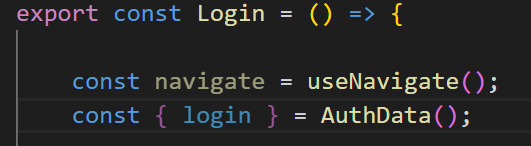 export const Login = () => {
const navigate = useNavigate();
const { login } = AuthData();